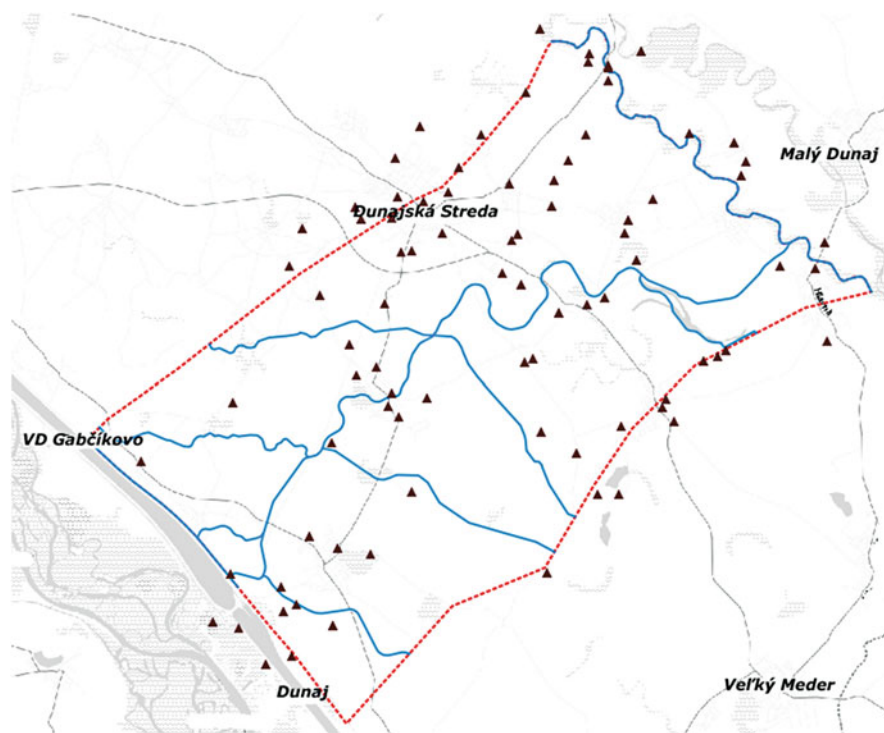 Malý Dunaj
Dunajská Streda
VD Gabčíkovo
Dunaj
Veľký Meder